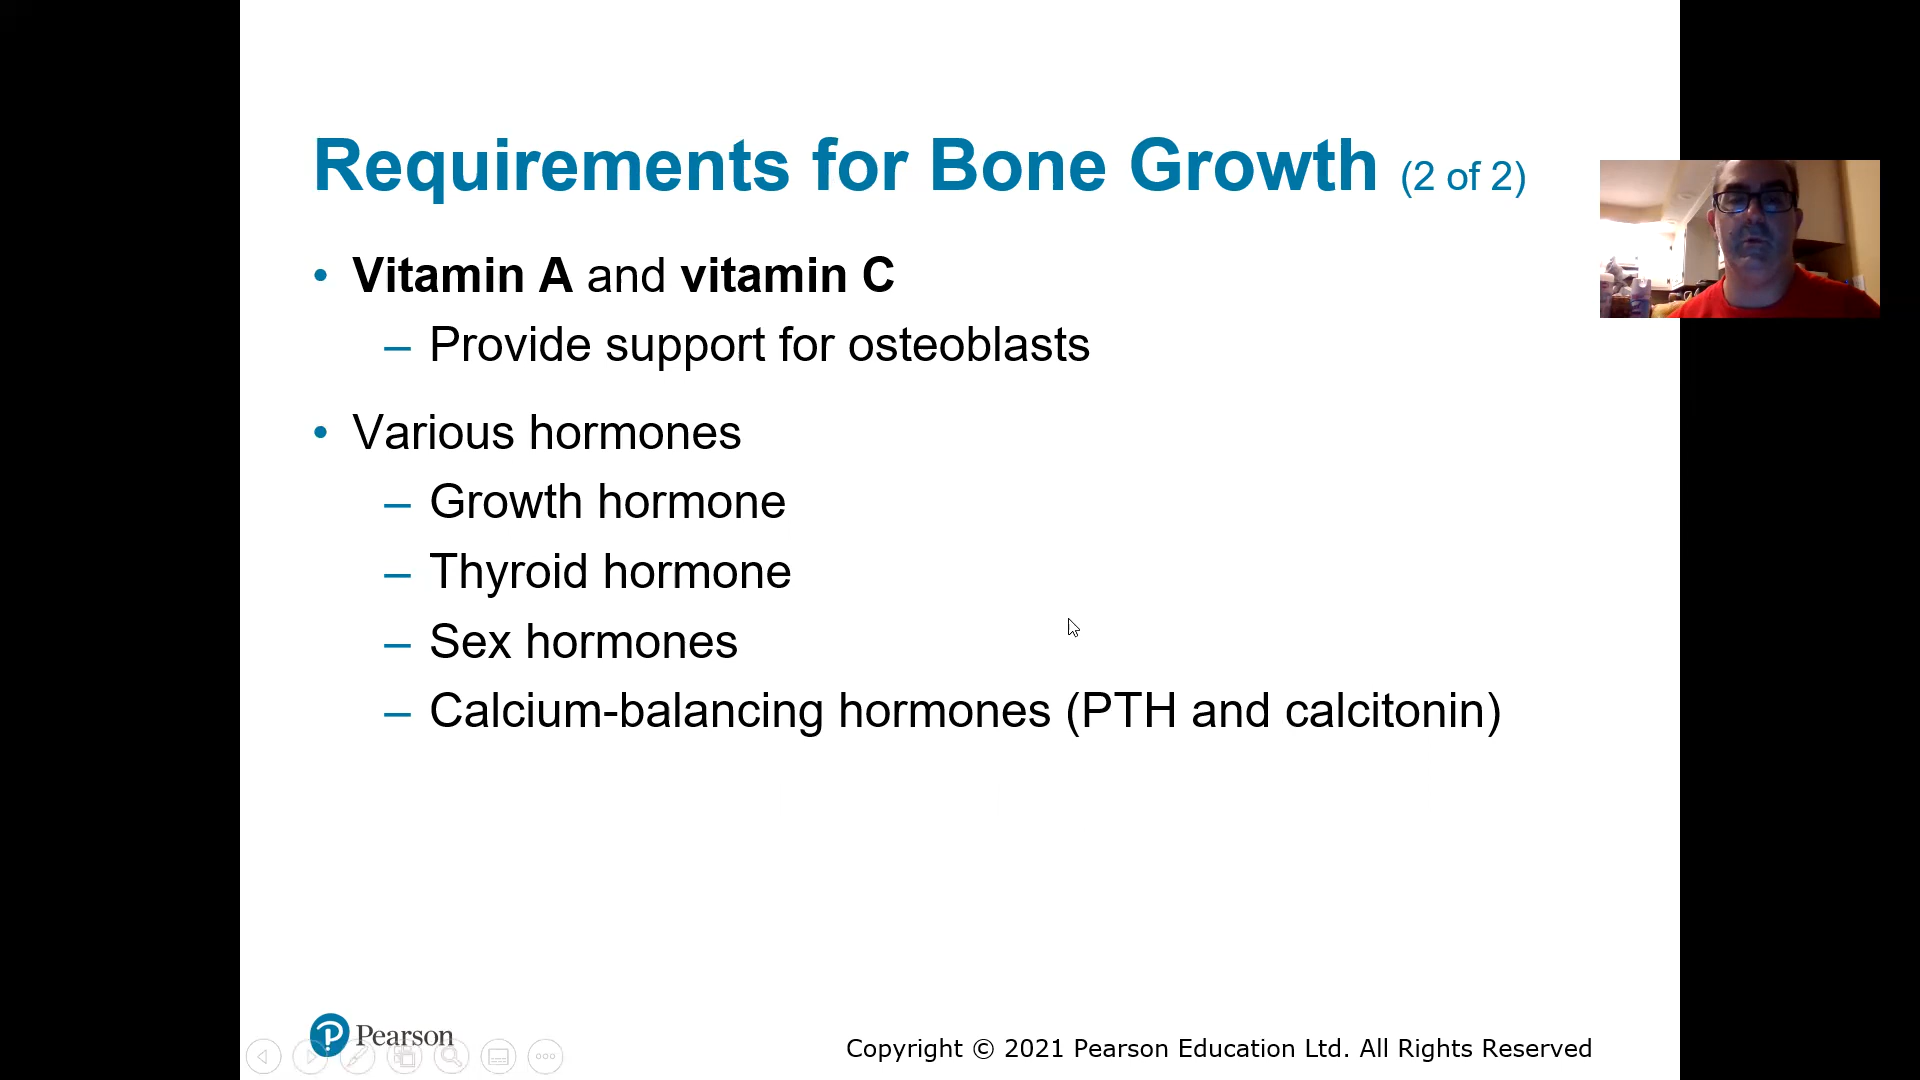 Requirements for Bone Growth (2 of 2)
• Vitamin A and vitamin C
– Provide support for osteoblasts
• Various hormones
– Growth hormone
– Thyroid hormone
– Sex hormones
– Calcium-balancing hormones (PTH and calcitonin)
Pearson
Copyright © 2021 Pearson Education Ltd. All Rights Reserved